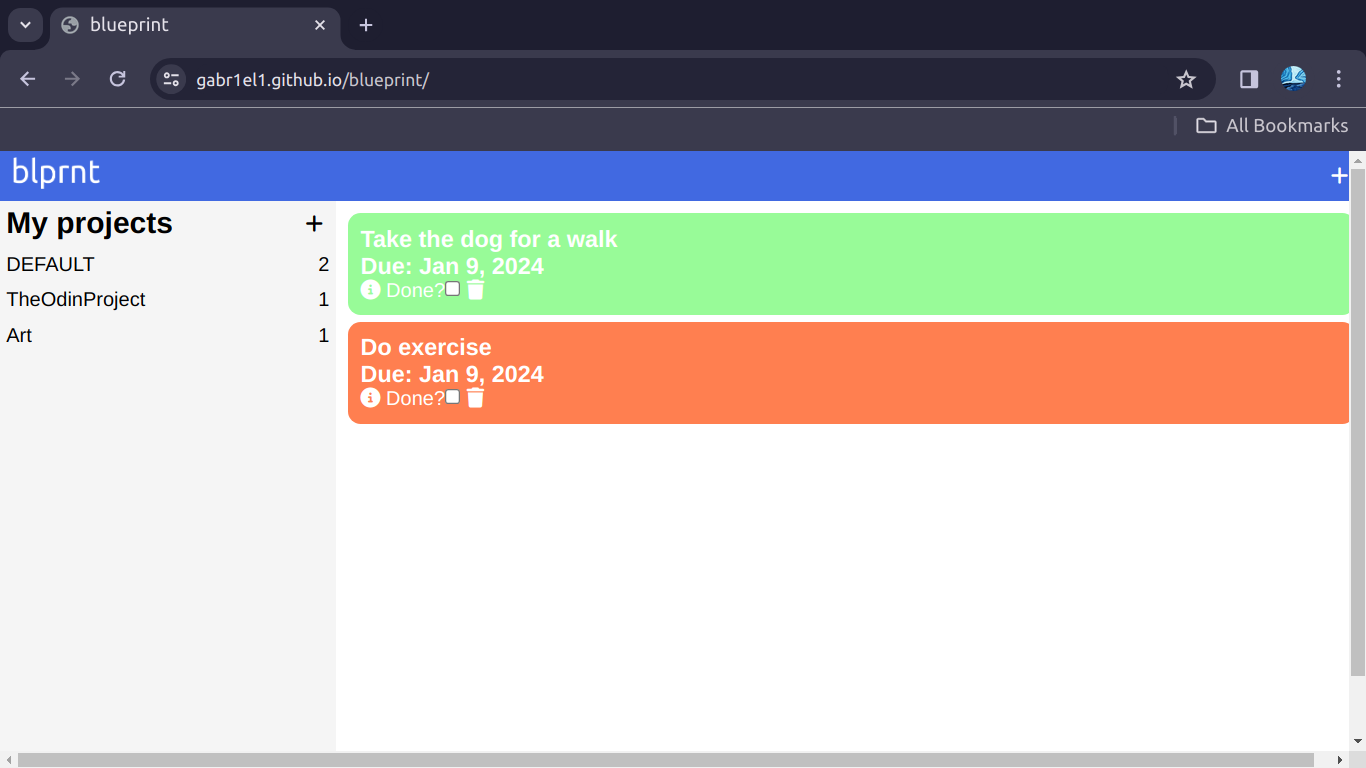 blueprint
gabr1el1.github.io/blueprint/
All Bookmarks
blprnt
My projects
DEFAULT 2
TheOdinProject 1
Art 1
Take the dog for a walk
Due: Jan 9, 2024
Done?
Do exercise
Due: Jan 9, 2024
Done?